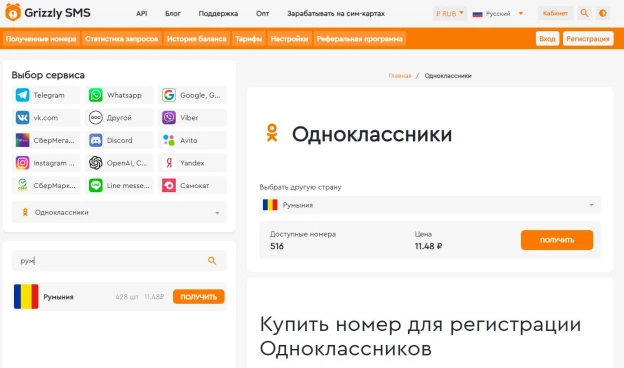 Grizzly SMS
API
Блог
Поддержка
Опт
Зарабатывать на сим-картах
₽ RUB
Русский
Кабинет
Полученные номера
Статистика запросов
История баланса
Тарифы
Настройки
Реферальная программа
Вход
Регистрация
Выбор сервиса
Telegram
Whatsapp
Google, G...
vk.com
Другой
Viber
СберМега...
Discord
Avito
Instagram ...
OpenAI, C...
Yandex
СберМарк...
Line messe...
Самокат
Одноклассники
рум
Румыния
428 шт
11.48₽
ПОЛУЧИТЬ
Главная / Одноклассники
Одноклассники
Выбрать другую страну
Румыния
Доступные номера
516
Цена
11.48 ₽
ПОЛУЧИТЬ
Купить номер для регистрации
Одноклассников